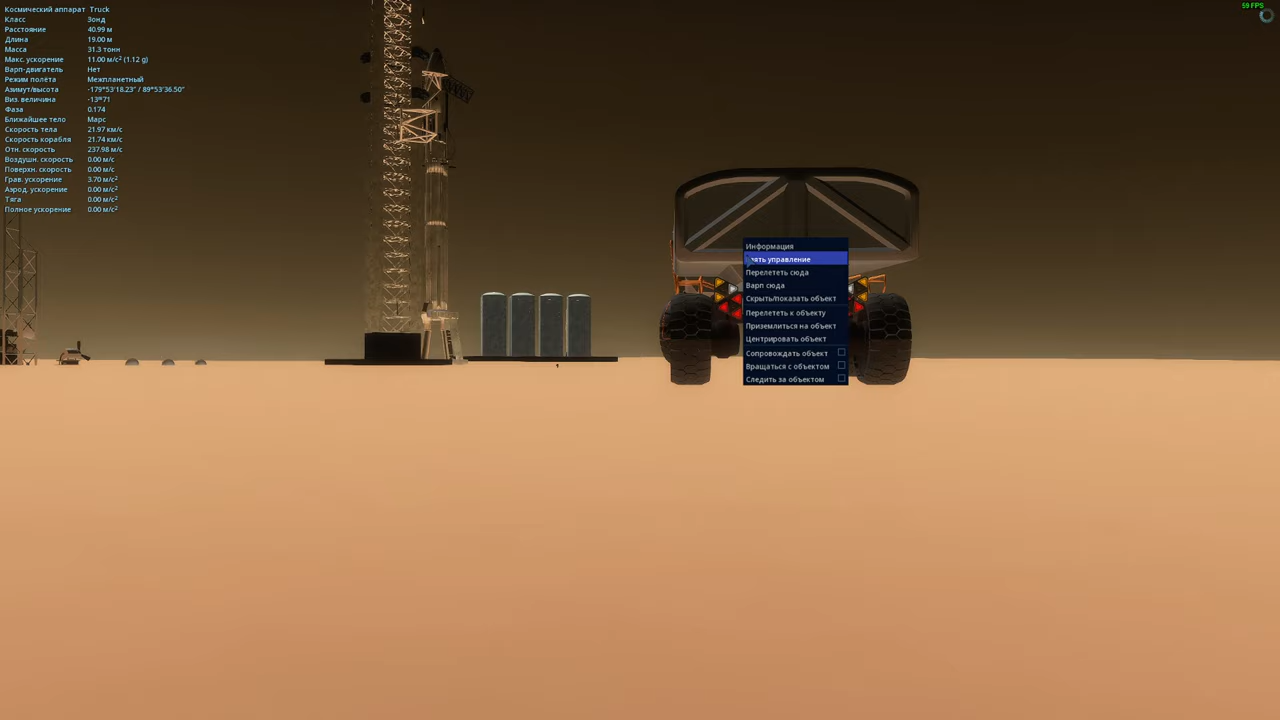 Космический аппарат Truck
Класс Зонд
Расстояние 40.99 м
Длина 19.00 м
Масса 31.3 тонн
Макс. ускорение 11.00 м/с² (1.12 g)
Варп-двигатель Нет
Режим полёта Межпланетный
Азимут/высота -179°53'18.23" / 89°53'36.50"
Виз. величина -13ᵐ71
Фаза 0.174
Ближайшее тело Марс
Скорость тела 21.97 км/с
Скорость корабля 21.74 км/с
Отн. скорость 237.98 м/с
Воздушн. скорость 0.00 м/с
Поверхн. скорость 0.00 м/с
Грав. ускорение 3.70 м/с²
Аэрод. ускорение 0.00 м/с²
Тяга 0.00 м/с²
Полное ускорение 0.00 м/с²
59 FPS
Информация
управление
Перелететь сюда
Варп сюда
Скрыть/показать объект
Перелететь к объекту
Приземлиться на объект
Центрировать объект
Сопровождать объект
Вращаться с объектом
Следить за объектом